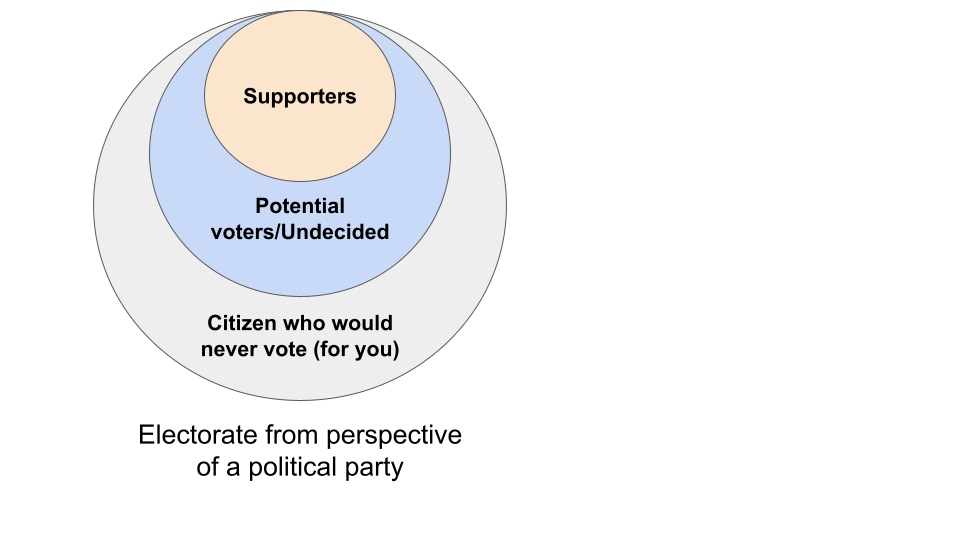 Supporters
Potential
voters/Undecided
Citizen who would
never vote (for you)
Electorate from perspective
of a political party